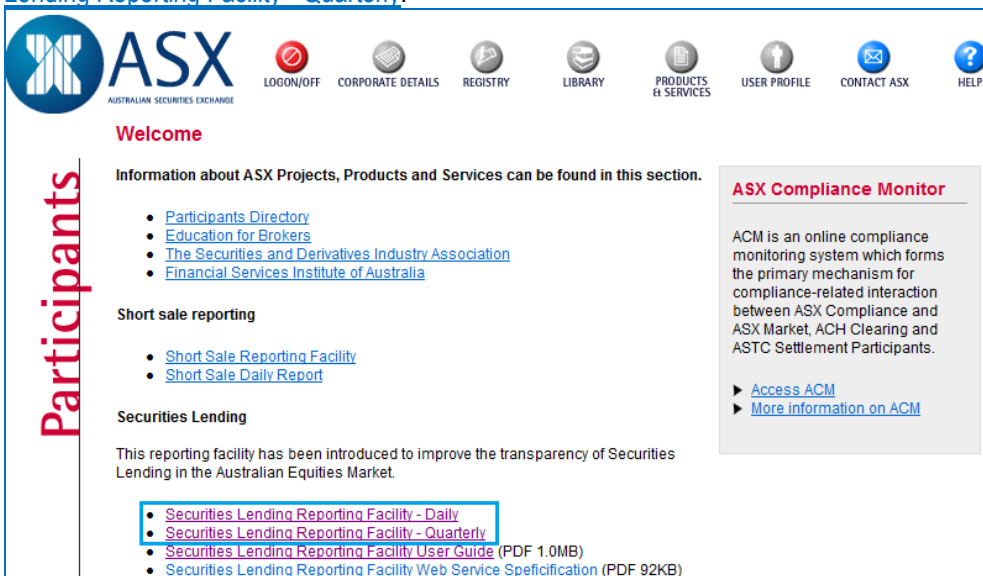 Lending Reporting Facility - Quarterly.
ASX
AUSTRALIAN SECURITIES EXCHANGE
LOGON/OFF
CORPORATE DETAILS
REGISTRY
LIBRARY
PRODUCTS
& SERVICES
USER PROFILE
CONTACT ASX
?
HELP
Participants
Welcome
Information about ASX Projects, Products and Services can be found in this section.
• Participants Directory
• Education for Brokers
• The Securities and Derivatives Industry Association
• Financial Services Institute of Australia
Short sale reporting
• Short Sale Reporting Facility
• Short Sale Daily Report
Securities Lending
This reporting facility has been introduced to improve the transparency of Securities
Lending in the Australian Equities Market.
• Securities Lending Reporting Facility - Daily
• Securities Lending Reporting Facility - Quarterly
• Securities Lending Reporting Facility User Guide (PDF 1.0MB)
• Securities Lending Reporting Facility Web Service Speficification (PDF 92KB)
ASX Compliance Monitor
ACM is an online compliance
monitoring system which forms
the primary mechanism for
compliance-related interaction
between ASX Compliance and
ASX Market, ACH Clearing and
ASTC Settlement Participants.
Access ACM
More information on ACM